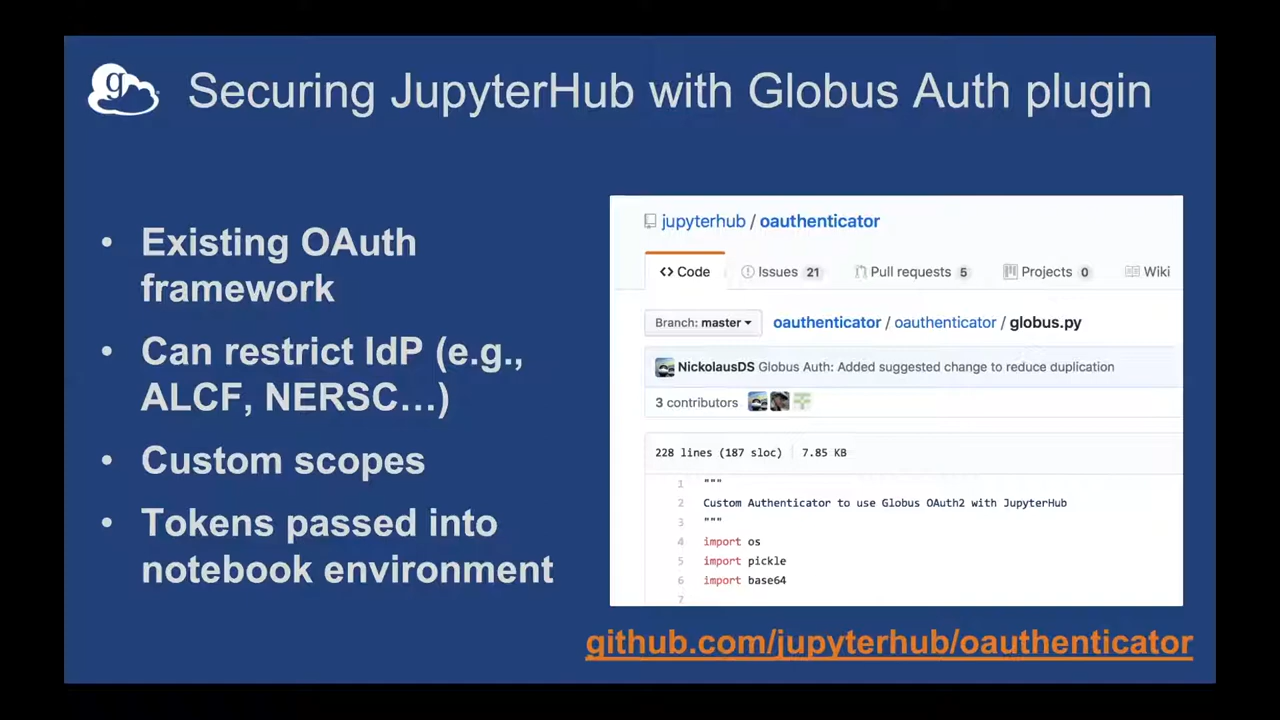 g
Securing JupyterHub with Globus Auth plugin
• Existing OAuth
framework
• Can restrict IdP (e.g.,
ALCF, NERSC…)
• Custom scopes
• Tokens passed into
notebook environment
jupyterhub / oauthenticator
<> Code Issues 21 Pull requests 5 Projects 0 Wiki
Branch: master oauthenticator / oauthenticator / globus.py
NickolausDS Globus Auth: Added suggested change to reduce duplication
3 contributors
228 lines (187 sloc) 7.85 KB
1 """
2 Custom Authenticator to use Globus OAuth2 with JupyterHub
3 """
4 import os
5 import pickle
6 import base64
7
github.com/jupyterhub/oauthenticator